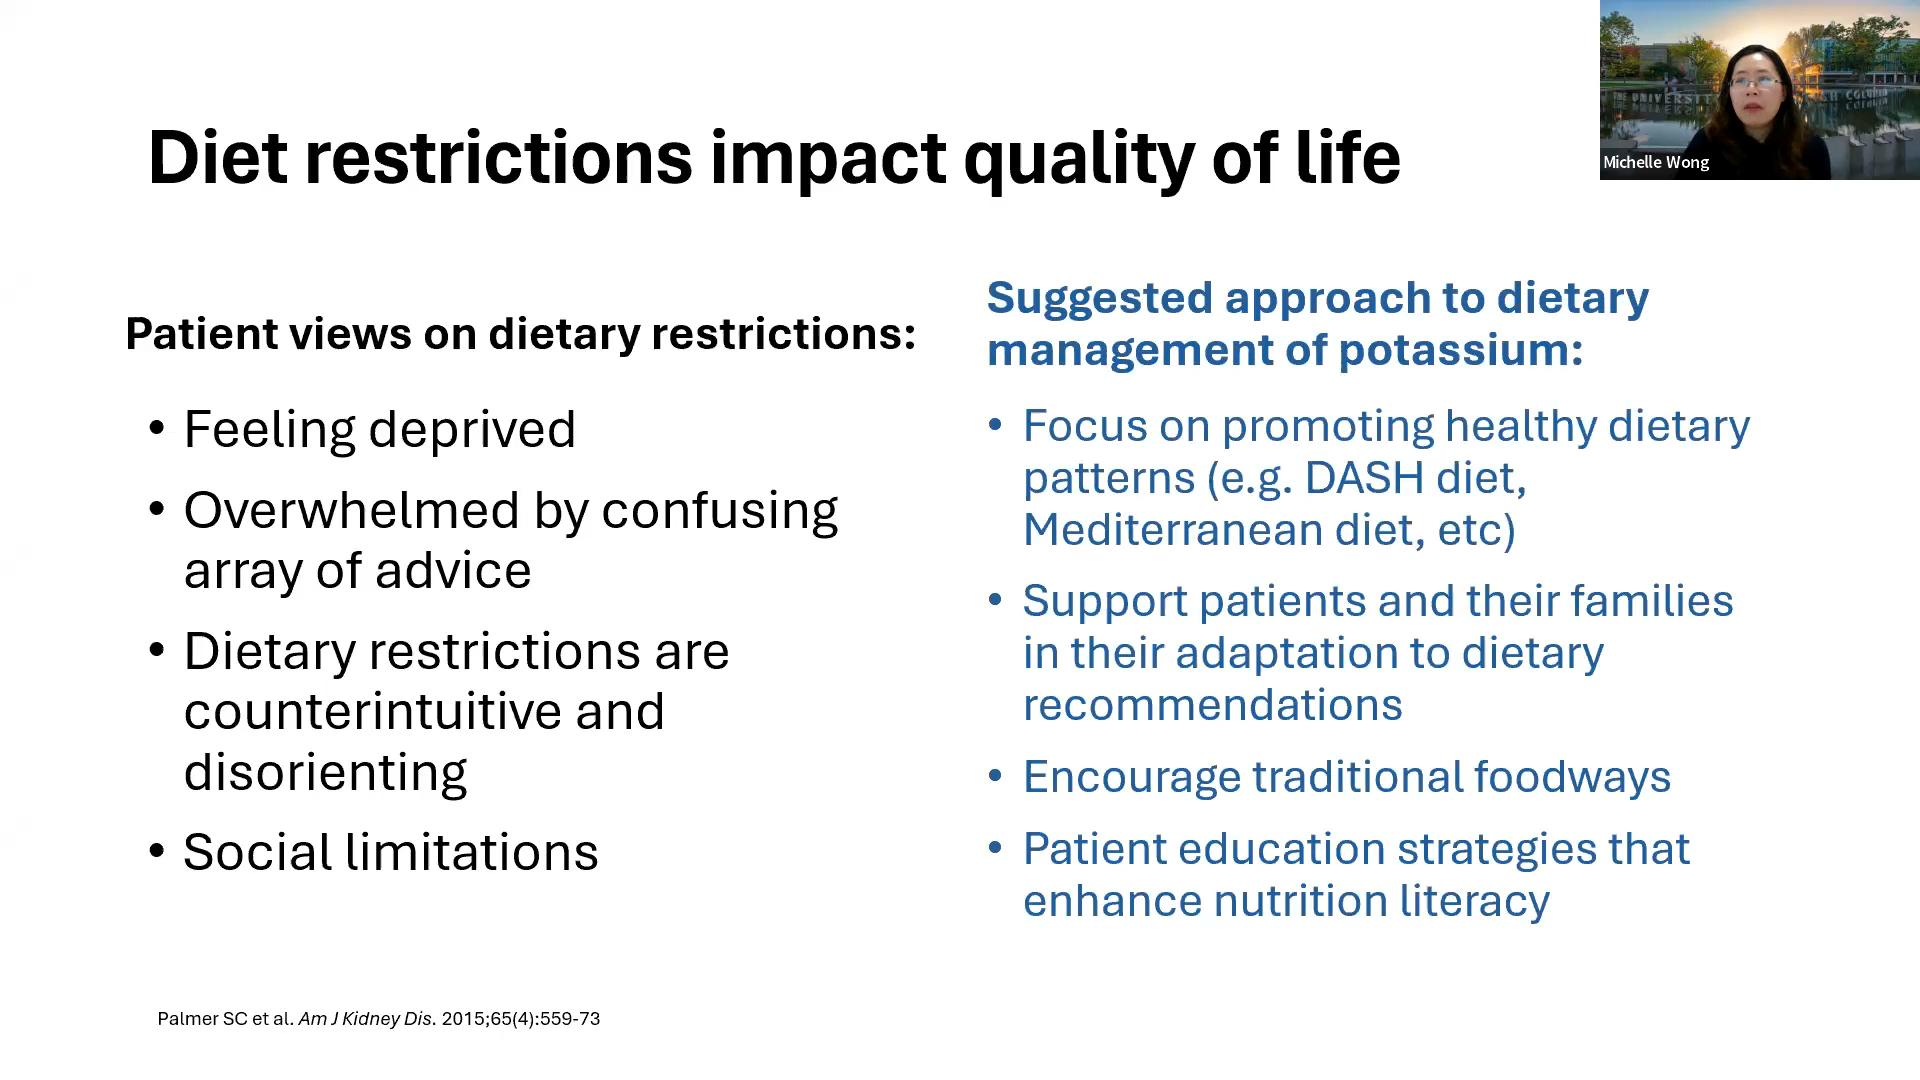 Diet restrictions impact quality of life
Michelle Wong
Patient views on dietary restrictions:
• Feeling deprived
• Overwhelmed by confusing
array of advice
• Dietary restrictions are
counterintuitive and
disorienting
• Social limitations
Suggested approach to dietary
management of potassium:
• Focus on promoting healthy dietary
patterns (e.g. DASH diet,
Mediterranean diet, etc)
• Support patients and their families
in their adaptation to dietary
recommendations
• Encourage traditional foodways
• Patient education strategies that
enhance nutrition literacy
Palmer SC et al. Am J Kidney Dis. 2015;65(4):559-73